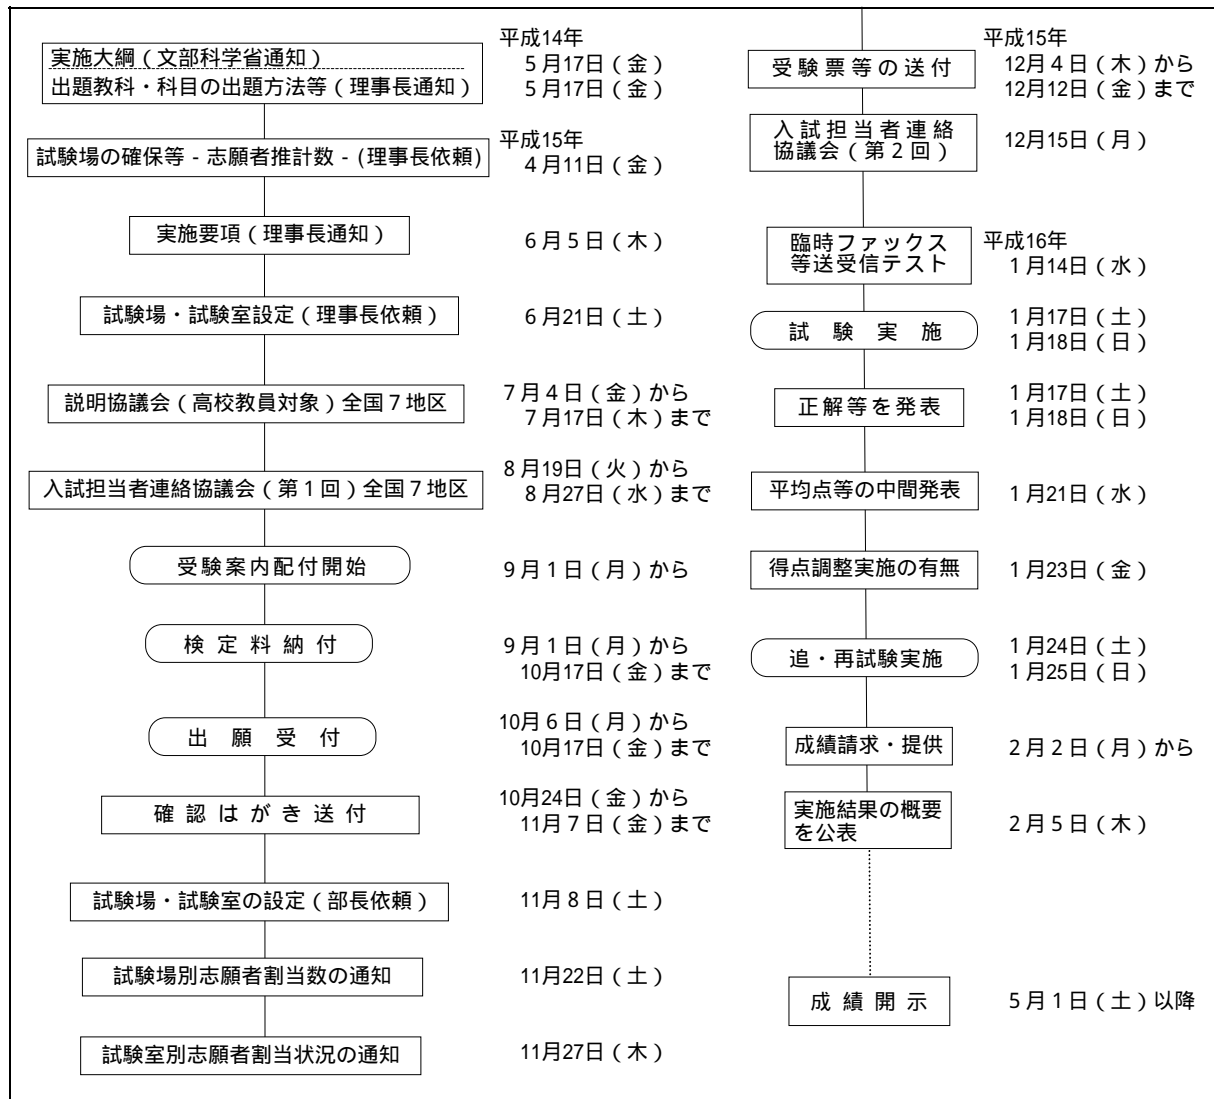 平成14年
実施大綱（文部科学省通知） 5月17日（金）
出題教科・科目の出題方法等（理事長通知） 5月17日（金）
平成15年
試験場の確保等 - 志願者推計数 - (理事長依頼) 4月11日（金）
実施要項（理事長通知） 6月5日（木）
試験場・試験室設定（理事長依頼） 6月21日（土）
説明協議会（高校教員対象）全国7地区 7月4日（金）から
7月17日（木）まで
入試担当者連絡協議会（第1回）全国7地区 8月19日（火）から
8月27日（水）まで
受験案内配付開始 9月1日（月）から
検定料納付 9月1日（月）から
10月17日（金）まで
出願受付 10月6日（月）から
10月17日（金）まで
確認はがき送付 10月24日（金）から
11月7日（金）まで
試験場・試験室の設定（部長依頼） 11月8日（土）
試験場別志願者割当数の通知 11月22日（土）
試験室別志願者割当状況の通知 11月27日（木）
平成15年
受験票等の送付 12月4日（木）から
12月12日（金）まで
入試担当者連絡
協議会（第2回） 12月15日（月）
臨時ファックス 平成16年
等送受信テスト 1月14日（水）
試験実施 1月17日（土）
1月18日（日）
正解等を発表 1月17日（土）
1月18日（日）
平均点等の中間発表 1月21日（水）
得点調整実施の有無 1月23日（金）
追・再試験実施 1月24日（土）
1月25日（日）
成績請求・提供 2月2日（月）から
実施結果の概要
を公表 2月5日（木）
成績開示 5月1日（土）以降